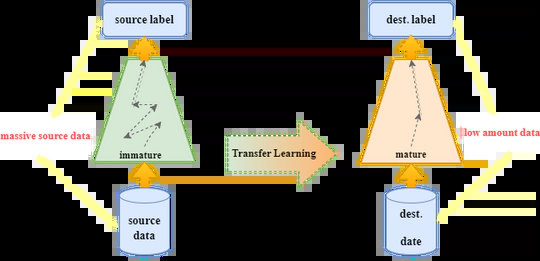 source label
dest. label
massive source data
low amount data
immature
Transfer Learning
mature
source
data
dest.
date